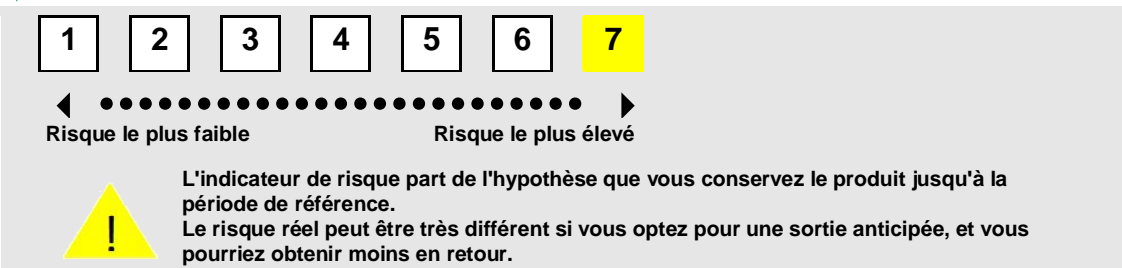 1 2 3 4 5 6 7
Risque le plus faible Risque le plus élevé
L'indicateur de risque part de l'hypothèse que vous conservez le produit jusqu'à la
période de référence.
Le risque réel peut être très différent si vous optez pour une sortie anticipée, et vous
pourriez obtenir moins en retour.
!